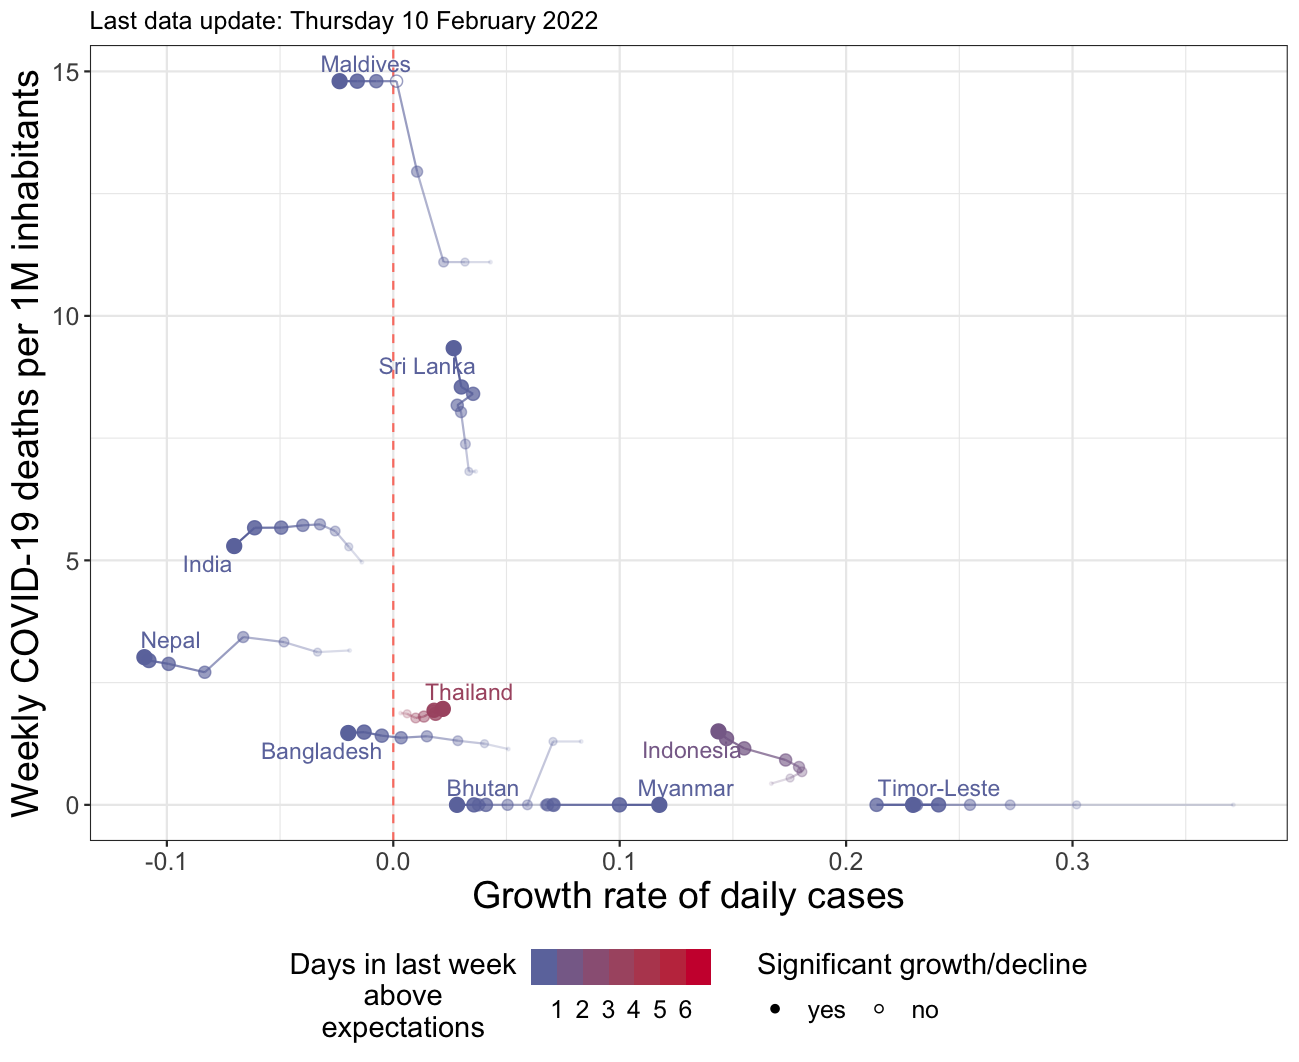 Last data update: Thursday 10 February 2022
Weekly COVID-19 deaths per 1M inhabitants
15
10
5
0
Maldives
Sri Lanka
India
Nepal
Thailand
Bangladesh
Indonesia
Bhutan
Myanmar
Timor-Leste
-0.1
0.0
0.1
0.2
0.3
Growth rate of daily cases
Days in last week
above
expectations
1 2 3 4 5 6
Significant growth/decline
yes
no